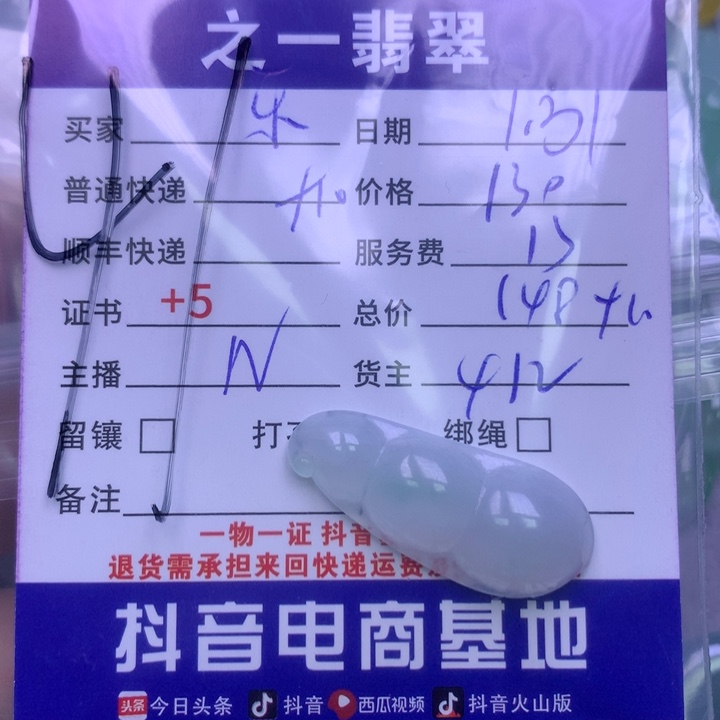 之一翡翠
买家 乐 日期 1.31
普通快递 价格 130
顺丰快递 服务费 13
证书 +5 总价 148
主播 W 货主 412
留镶 打 绑绳
备注
一物一证 抖音
退货需承担来回快递运费
抖音电商基地
头条 今日头条 抖音 西瓜视频 抖音火山版